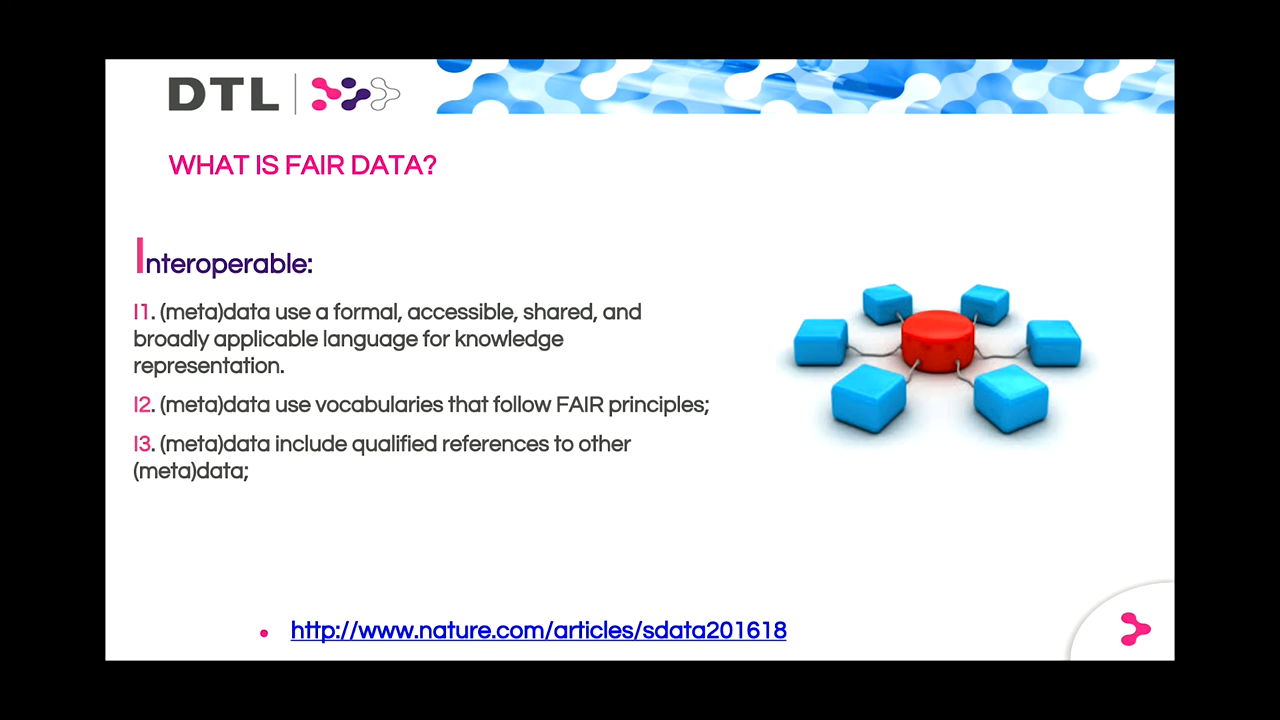 DTL
WHAT IS FAIR DATA?
Interoperable:
I1. (meta)data use a formal, accessible, shared, and
broadly applicable language for knowledge
representation.
I2. (meta)data use vocabularies that follow FAIR principles;
I3. (meta)data include qualified references to other
(meta)data;
• http://www.nature.com/articles/sdata201618